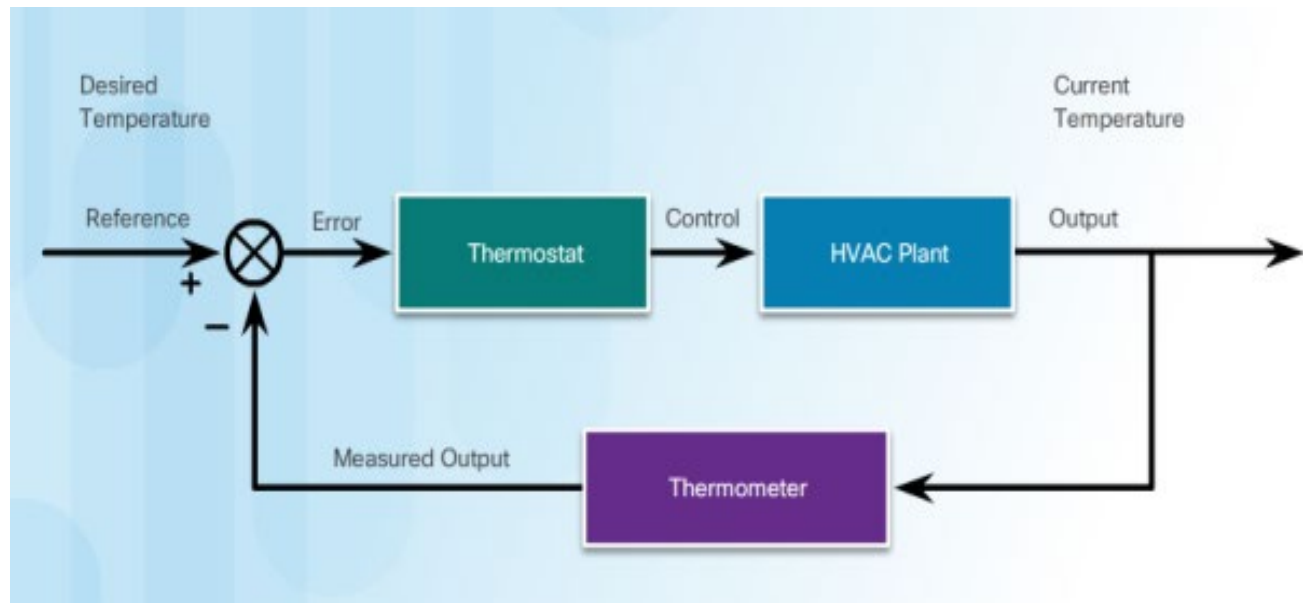 Desired
Temperature
Current
Temperature
Reference
Error
Thermostat
Control
HVAC Plant
Output
+
−
Measured Output
Thermometer